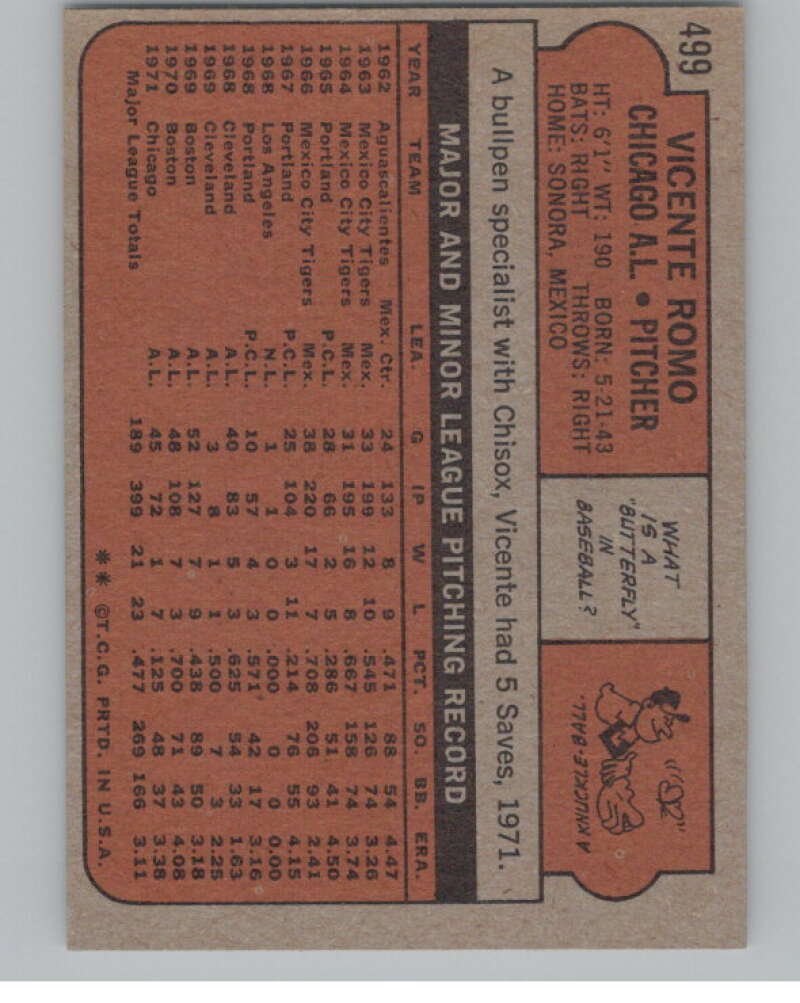 499
VICENTE ROMO
CHICAGO A.L. • PITCHER
HT: 6'1" WT: 190 BORN: 5-21-43
BATS: RIGHT THROWS: RIGHT
HOME: SONORA, MEXICO
WHAT
IS A
"BUTTERFLY"
IN
BASEBALL?
A KNUCKLE-BALL.
A bullpen specialist with Chisox, Vicente had 5 Saves, 1971.
MAJOR AND MINOR LEAGUE PITCHING RECORD
YEAR TEAM LEA. G IP W L PCT. SO. BB. ERA.
1962 Aguascalientes Mex. Ctr. 24 133 8 9 .471 88 54 4.47
1963 Mexico City Tigers Mex. 33 199 12 10 .545 126 74 3.26
1964 Mexico City Tigers Mex. 31 195 16 8 .667 158 74 3.74
1965 Portland P.C.L. 28 66 2 5 .286 51 41 4.50
1966 Mexico City Tigers Mex. 38 220 17 7 .708 206 93 2.41
1967 Portland P.C.L. 25 104 3 11 .214 76 55 4.15
1968 Los Angeles N.L. 1 1 0 0 .000 0 0 0.00
1968 Portland P.C.L. 10 57 4 3 .571 42 17 3.16
1968 Cleveland A.L. 40 83 5 3 .625 54 33 1.63
1969 Cleveland A.L. 3 8 1 1 .500 7 3 2.25
1969 Boston A.L. 52 127 7 9 .438 89 50 3.18
1970 Boston A.L. 48 108 7 3 .700 71 43 4.08
1971 Chicago A.L. 45 72 1 7 .125 48 37 3.38
Major League Totals 189 399 21 23 .477 269 166 3.11
** ©T.C.G. PRTD. IN U.S.A.